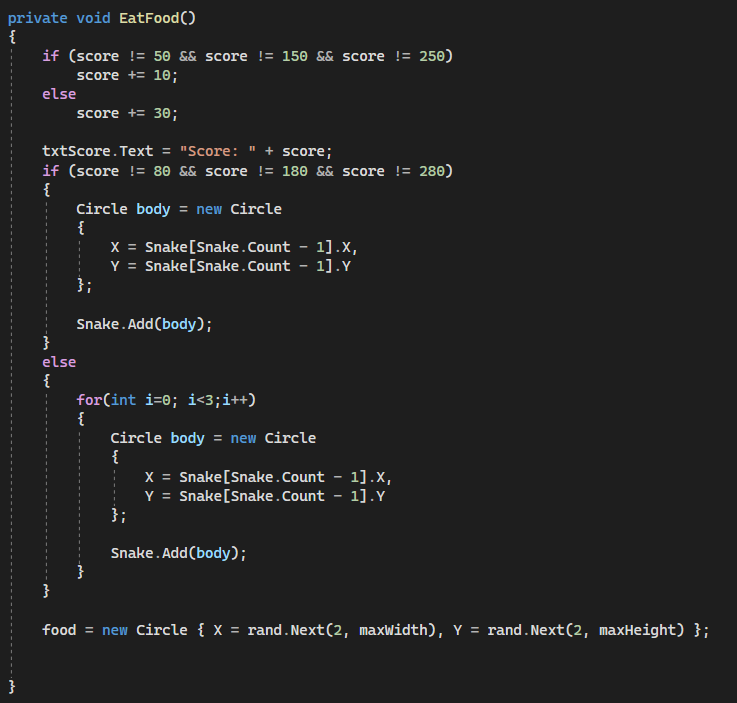 private void EatFood()
{
    if (score != 50 && score != 150 && score != 250)
        score += 10;
    else
        score += 30;

    txtScore.Text = "Score: " + score;
    if (score != 80 && score != 180 && score != 280)
    {
        Circle body = new Circle
        {
            X = Snake[Snake.Count - 1].X,
            Y = Snake[Snake.Count - 1].Y
        };

        Snake.Add(body);
    }
    else
    {
        for(int i=0; i<3;i++)
        {
            Circle body = new Circle
            {
                X = Snake[Snake.Count - 1].X,
                Y = Snake[Snake.Count - 1].Y
            };

            Snake.Add(body);
        }
    }

    food = new Circle { X = rand.Next(2, maxWidth), Y = rand.Next(2, maxHeight) };


}